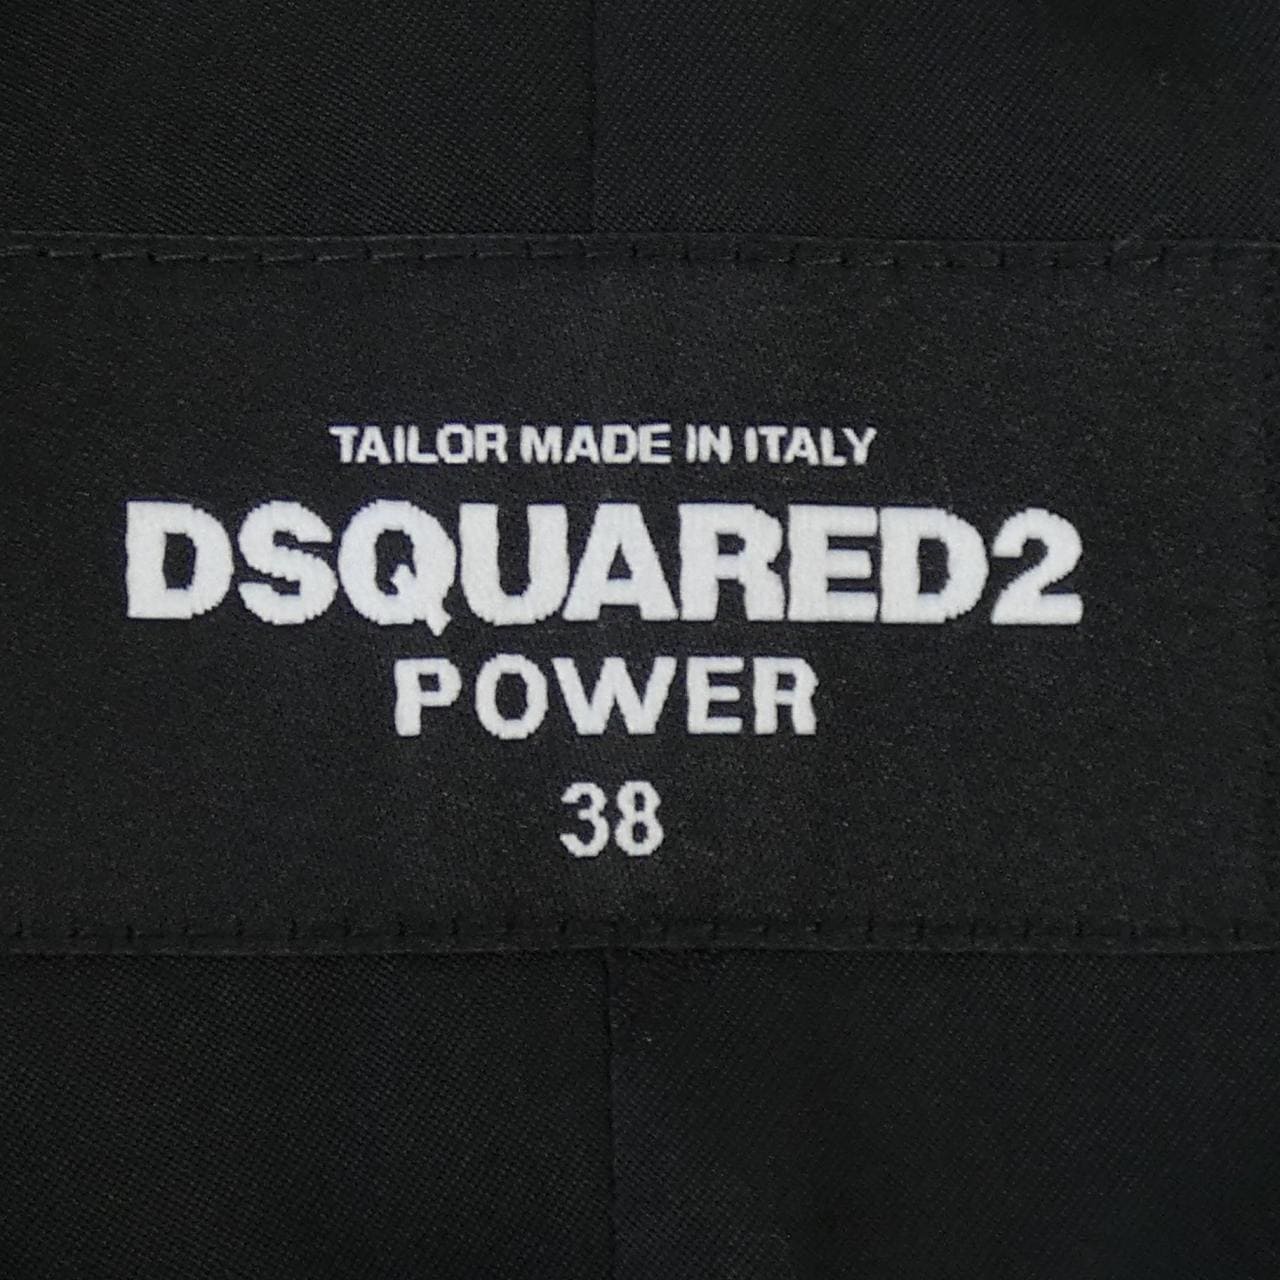 TAILOR MADE IN ITALY
DSQUARED2
POWER
38